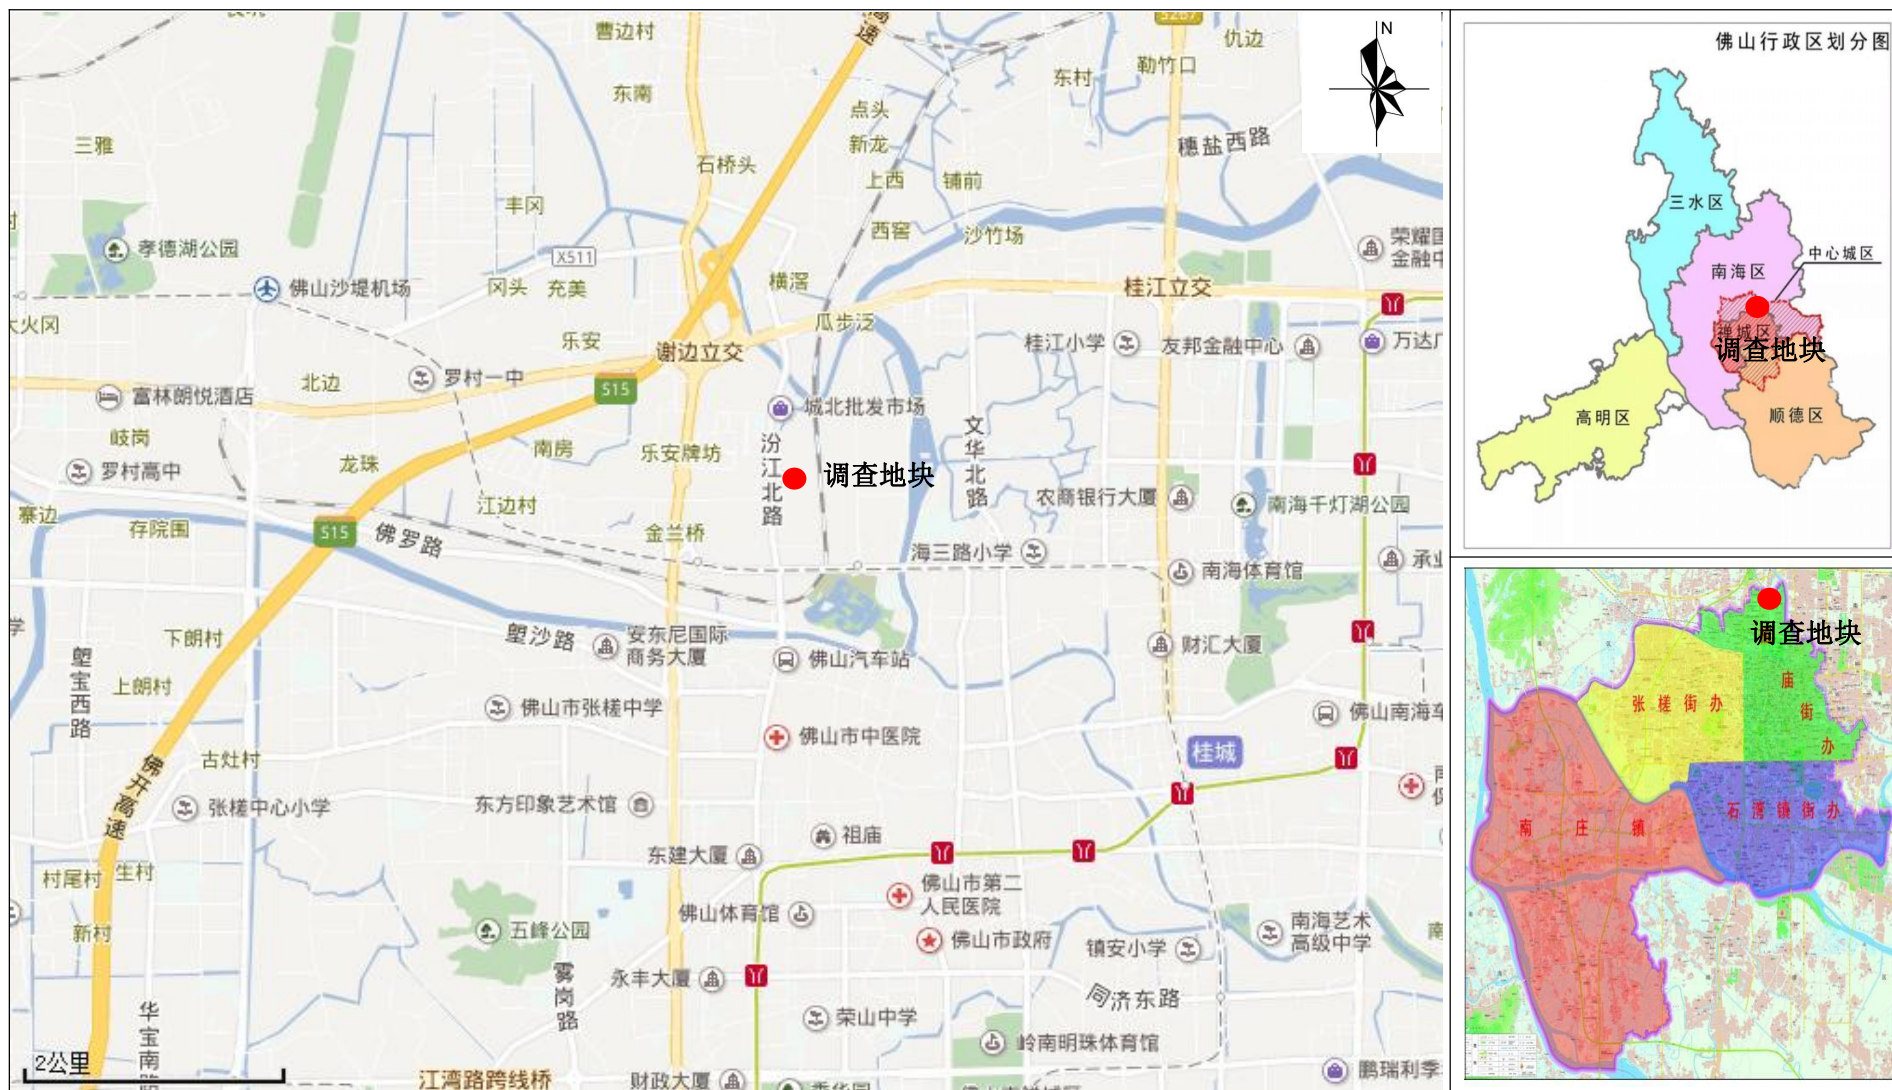 曹边村
S267
仇边
高
速
N
东村
勒竹口
东南
点头
三雅
新龙
穗盐西路
石桥头
上西
铺前
丰冈
西窖
沙竹场
孝德湖公园
X511
荣耀国
金融中
佛山沙堤机场
冈头
充美
横滘
桂江立交
大火冈
瓜步泛
乐安
谢边立交
桂江小学
友邦金融中心
万达广
北边
罗村一中
S15
富林朗悦酒店
城北批发市场
岐岗
南房
乐安牌坊
汾江北路
文华北路
罗村高中
龙珠
调查地块
农商银行大厦
南海千灯湖公园
寨边
存院围
S15
江边村
佛罗路
金兰桥
海三路小学
南海体育馆
承业
学
下朗村
塱沙路
安东尼国际
商务大厦
佛山汽车站
财汇大厦
塱宝西路
上朗村
佛山市张槎中学
佛山南海车
佛山市中医院
桂城
古灶村
佛开高速
张槎中心小学
东方印象艺术馆
祖庙
东建大厦
村尾村
生村
佛山市第二
人民医院
佛山体育馆
新村
五峰公园
佛山市政府
镇安小学
南海艺术
高级中学
南
永丰大厦
雾岗路
同济东路
华宝南路
荣山中学
岭南明珠体育馆
2公里
江湾路跨线桥
财政大厦
季华园
鹏瑞利季
佛山行政区划分图
三水区
中心城区
南海区
禅城区
调查地块
高明区
顺德区
调查地块
张槎街办
庙
街
办
石湾镇街办
南庄镇